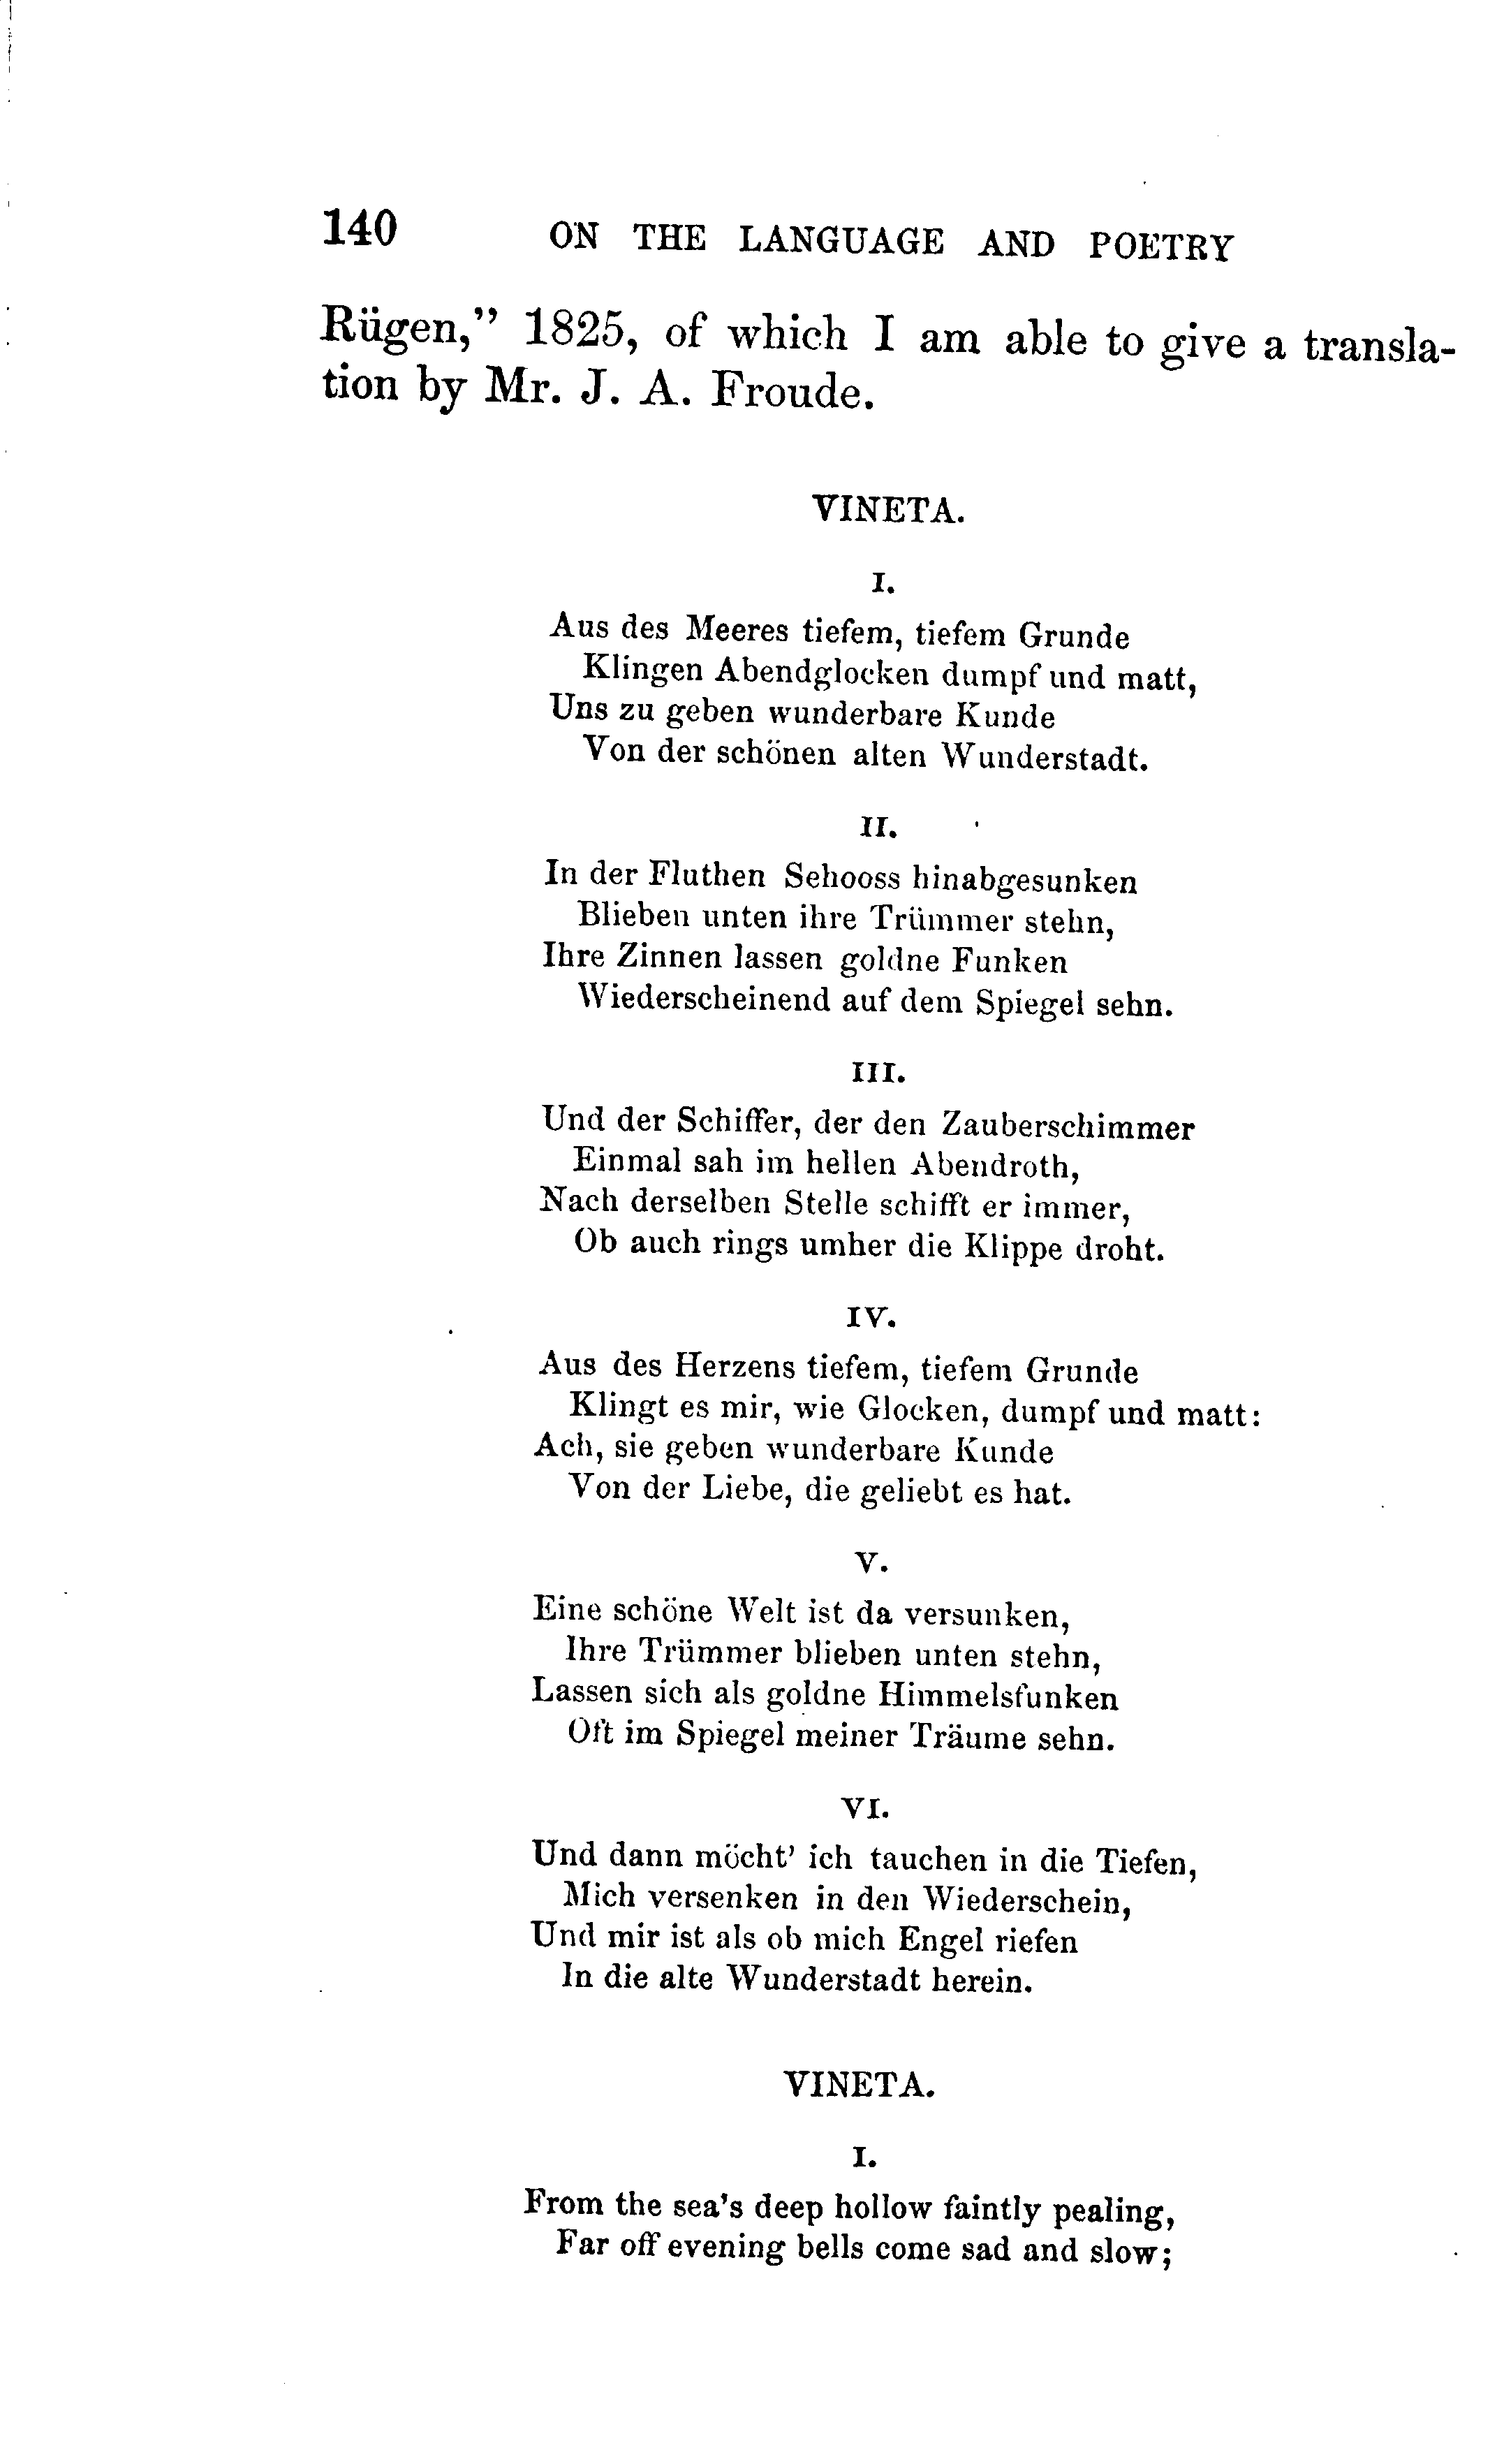 140 ON THE LANGUAGE AND POETRY
Rügen,” 1825, of which I am able to give a transla-
tion by Mr. J. A. Froude.
VINETA.
I.
Aus des Meeres tiefem, tiefem Grunde
Klingen Abendglocken dumpf und matt,
Uns zu geben wunderbare Kunde
Von der schönen alten Wunderstadt.
II.
In der Fluthen Sehooss hinabgesunken
Blieben unten ihre Trümmer stehn,
Ihre Zinnen lassen goldne Funken
Wiederscheinend auf dem Spiegel sehn.
III.
Und der Schiffer, der den Zauberschimmer
Einmal sah im hellen Abendroth,
Nach derselben Stelle schifft er immer,
Ob auch rings umher die Klippe droht.
IV.
Aus des Herzens tiefem, tiefem Grunde
Klingt es mir, wie Glocken, dumpf und matt:
Ach, sie geben wunderbare Kunde
Von der Liebe, die geliebt es hat.
V.
Eine schöne Welt ist da versunken,
Ihre Trümmer blieben unten stehn,
Lassen sich als goldne Himmelsfunken
Oft im Spiegel meiner Träume sehn.
VI.
Und dann möcht’ ich tauchen in die Tiefen,
Mich versenken in den Wiederschein,
Und mir ist als ob mich Engel riefen
In die alte Wunderstadt herein.
VINETA.
I.
From the sea’s deep hollow faintly pealing,
Far off evening bells come sad and slow;